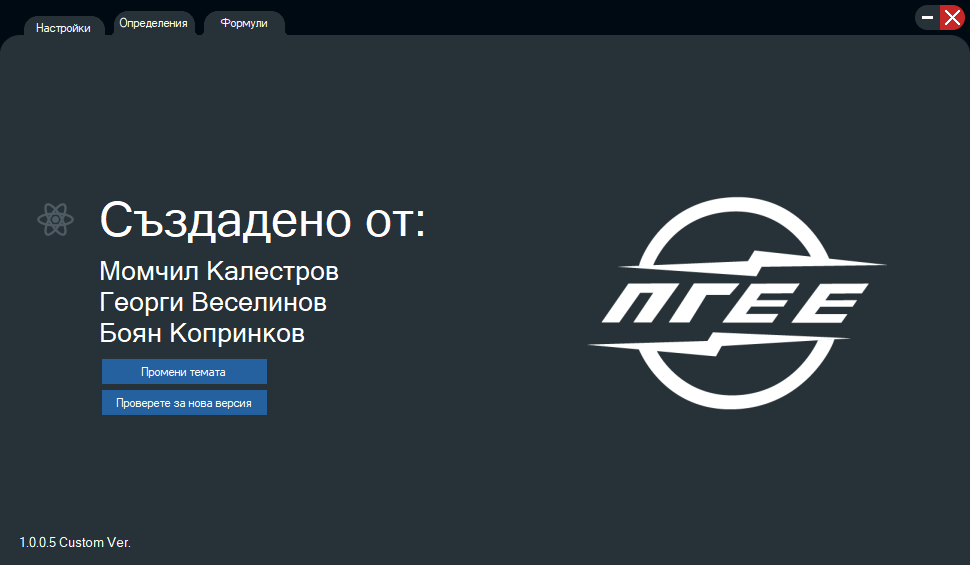 Настройки
Определения
Формули
Създадено от:
Момчил Калестров
Георги Веселинов
Боян Копринков
Промени темата
Проверете за нова версия
ПГЕЕ
1.0.0.5 Custom Ver.